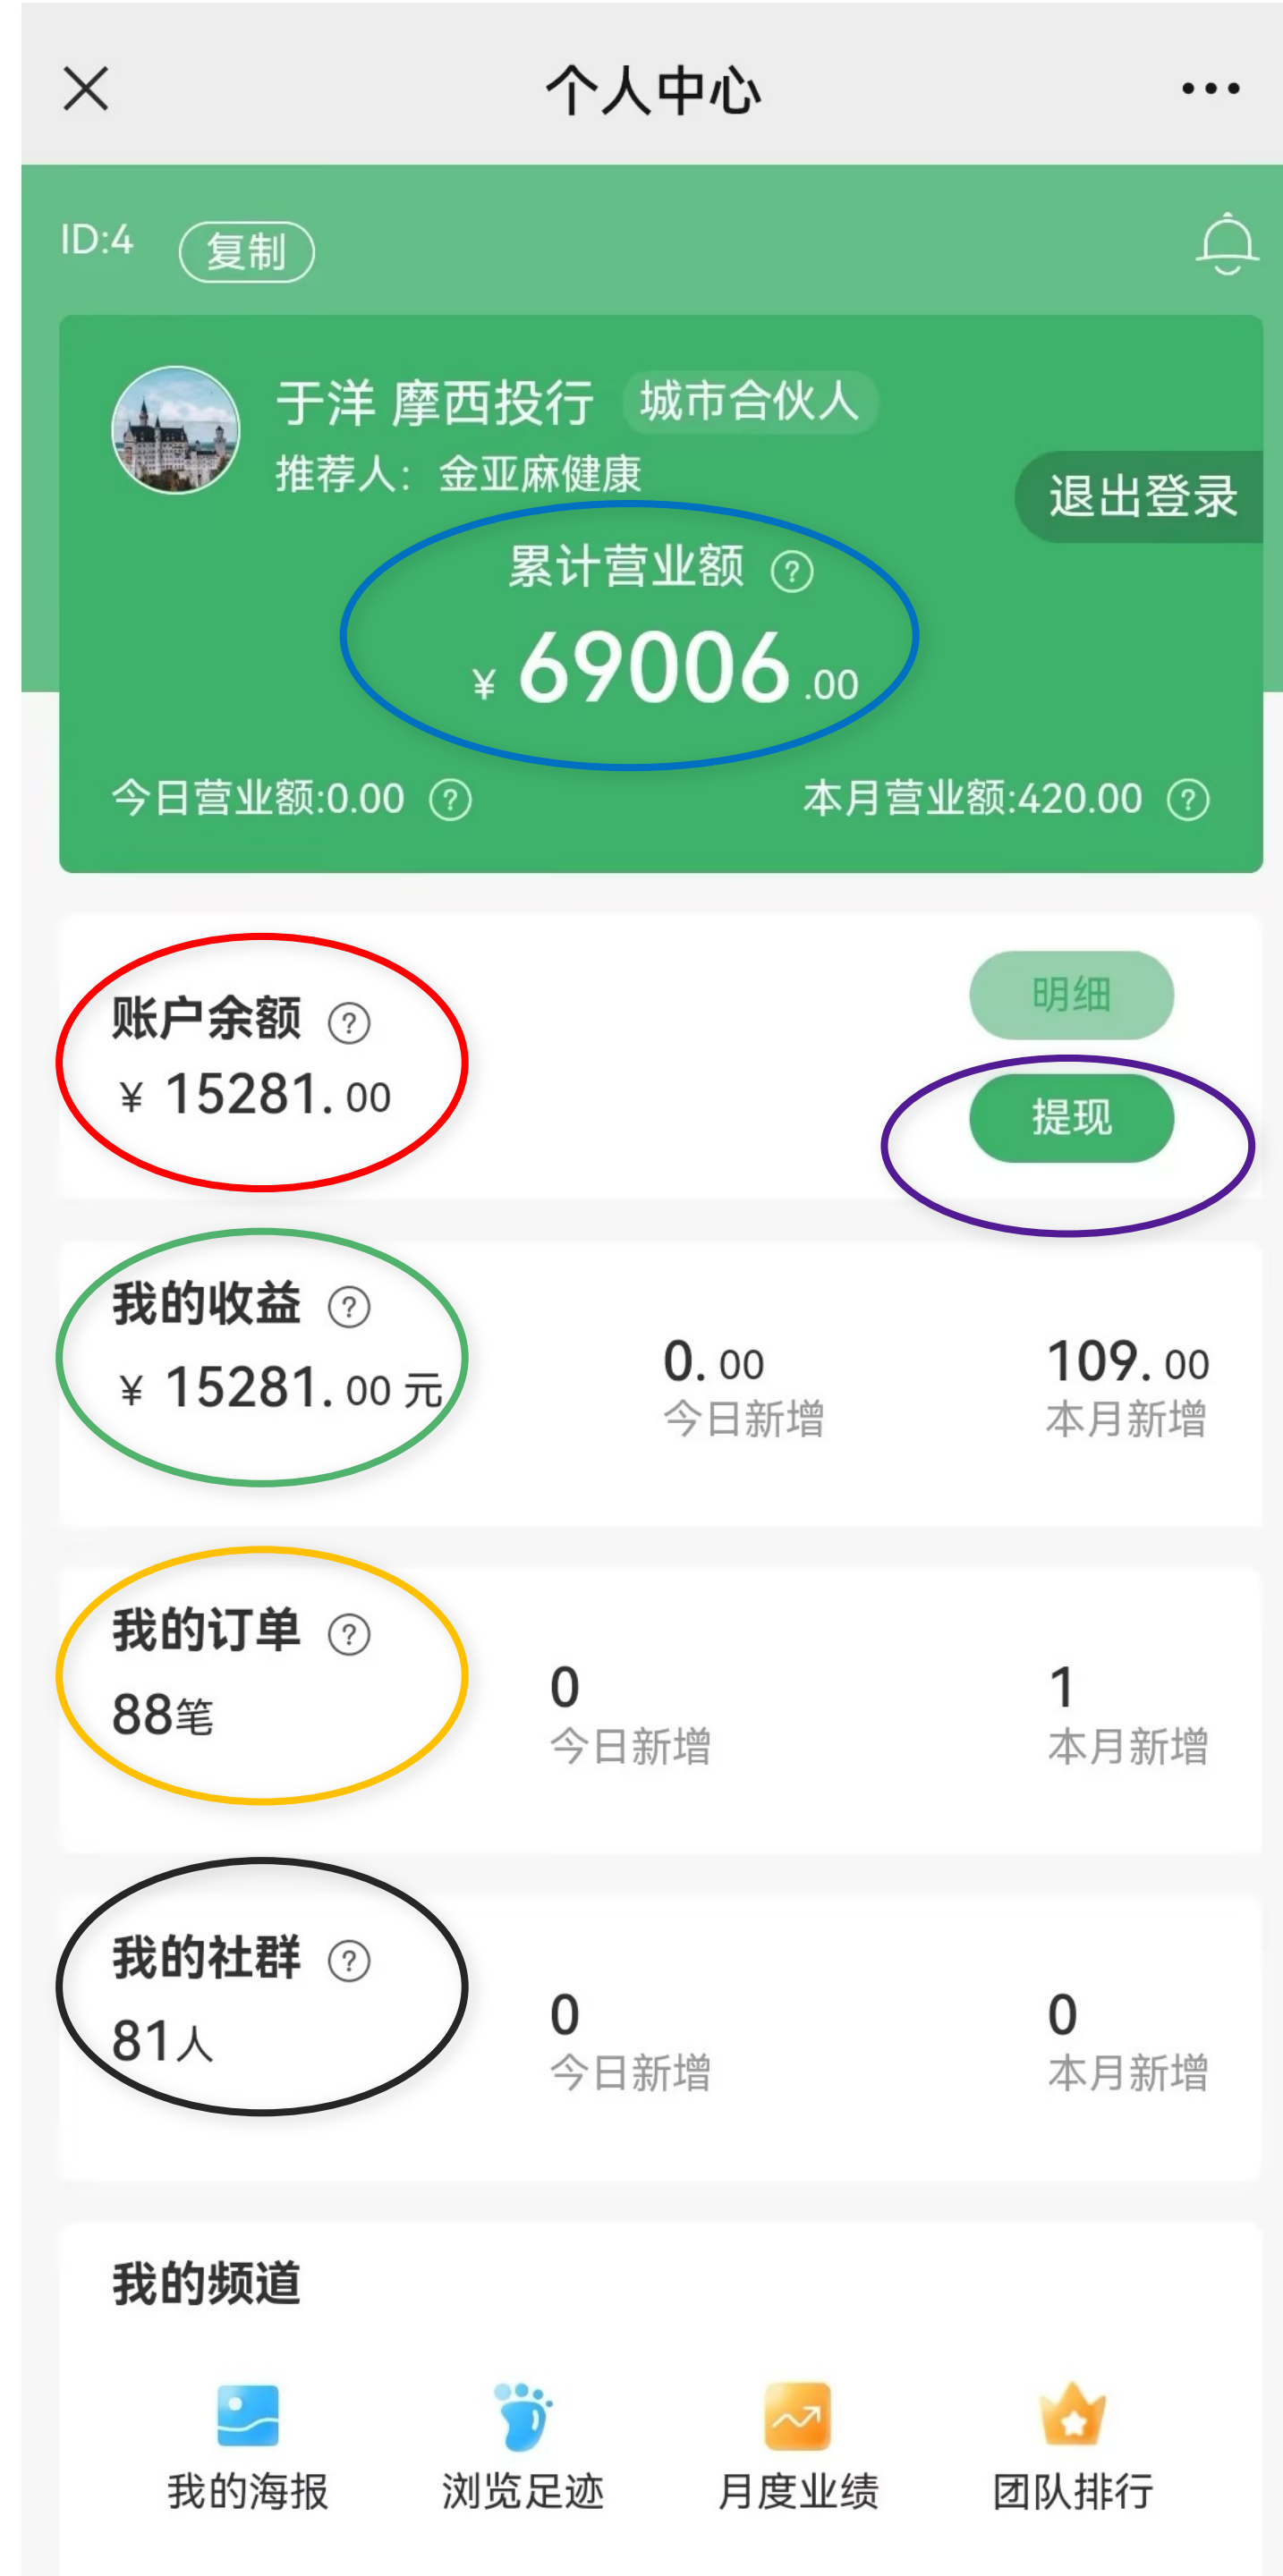 个人中心
ID:4 复制
于洋 摩西投行 城市合伙人
推荐人：金亚麻健康
退出登录
累计营业额 ?
¥ 69006.00
今日营业额:0.00 ? 本月营业额:420.00 ?
明细
账户余额 ?
¥ 15281.00
提现
我的收益 ?
¥ 15281.00 元 0.00 109.00
今日新增 本月新增
我的订单 ?
88笔 0 1
今日新增 本月新增
我的社群 ?
81人 0 0
今日新增 本月新增
我的频道
我的海报 浏览足迹 月度业绩 团队排行